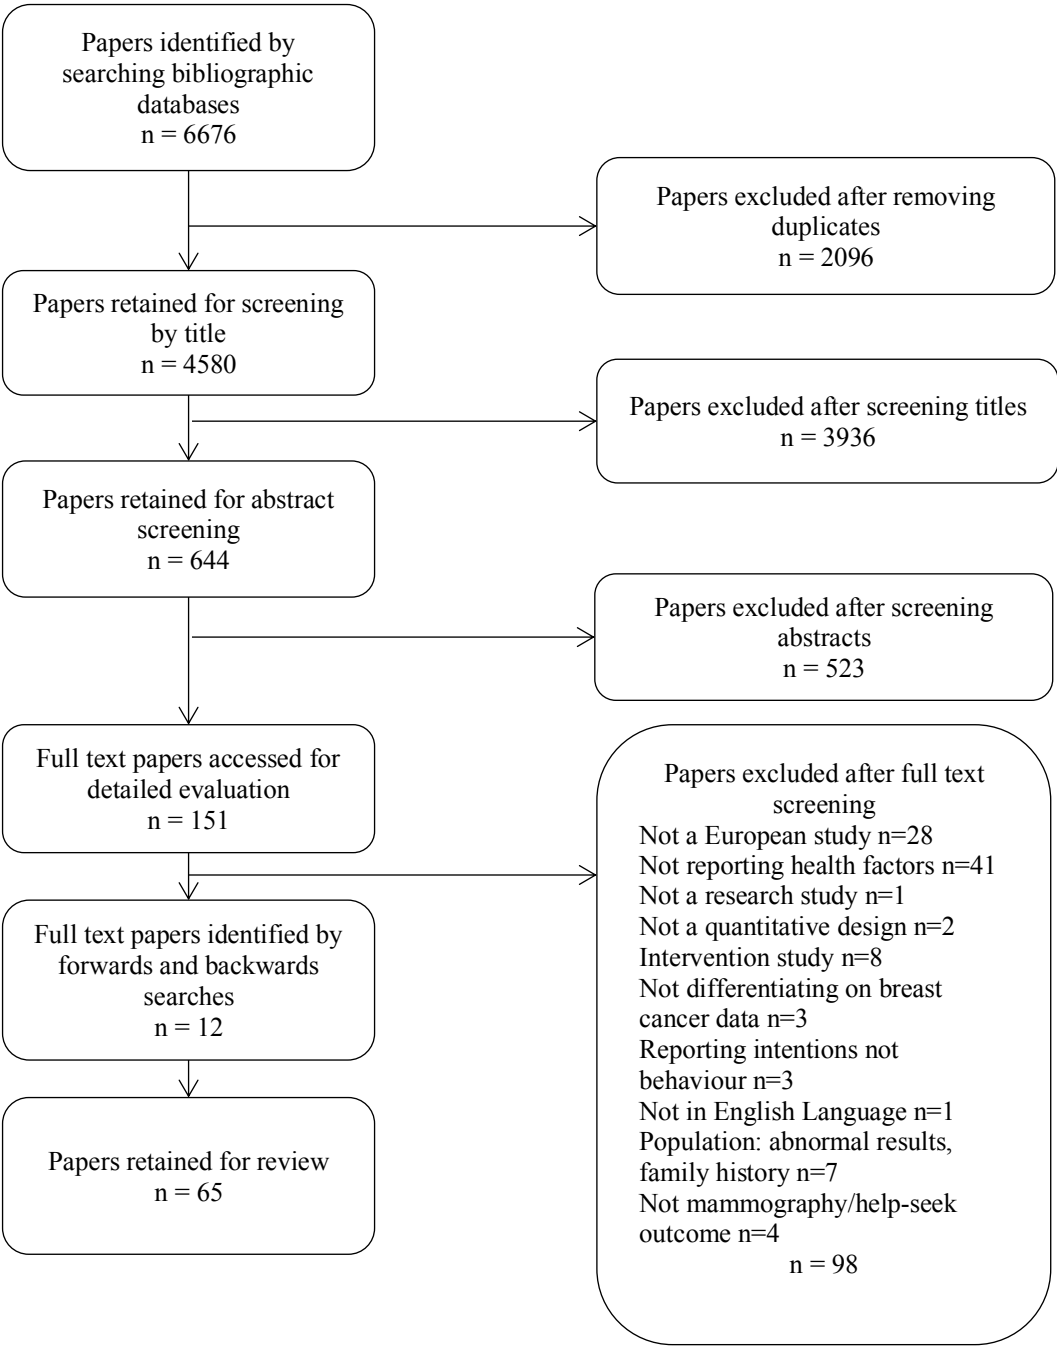 Papers identified by
searching bibliographic
databases
n = 6676
Papers excluded after removing
duplicates
n = 2096
Papers retained for screening
by title
n = 4580
Papers excluded after screening titles
n = 3936
Papers retained for abstract
screening
n = 644
Papers excluded after screening
abstracts
n = 523
Full text papers accessed for
detailed evaluation
n = 151
Papers excluded after full text
screening
Not a European study n=28
Not reporting health factors n=41
Not a research study n=1
Not a quantitative design n=2
Intervention study n=8
Not differentiating on breast
cancer data n=3
Reporting intentions not
behaviour n=3
Not in English Language n=1
Population: abnormal results,
family history n=7
Not mammography/help-seek
outcome n=4
n = 98
Full text papers identified by
forwards and backwards
searches
n = 12
Papers retained for review
n = 65